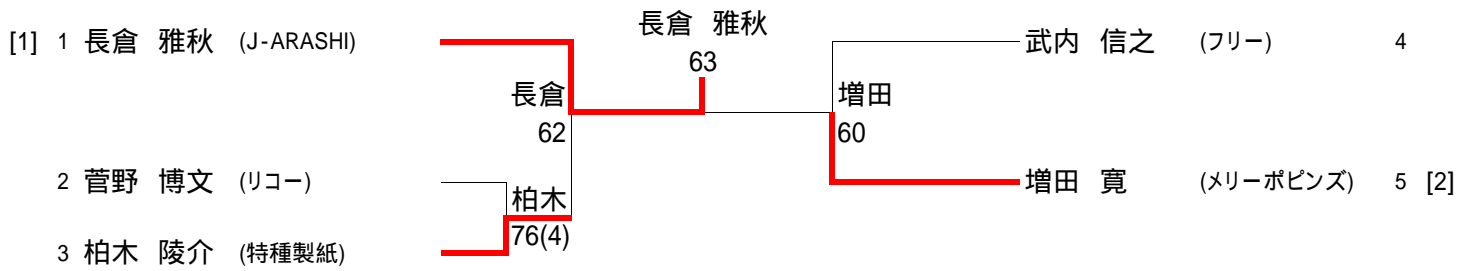 長倉 雅秋
[1] 1 長倉 雅秋 (J-ARASHI)
武内 信之 (フリー) 4
63
長倉
増田
62
60
2 菅野 博文 (リコー)
増田 寛 (メリーポピンズ) 5 [2]
柏木
76(4)
3 柏木 陵介 (特種製紙)